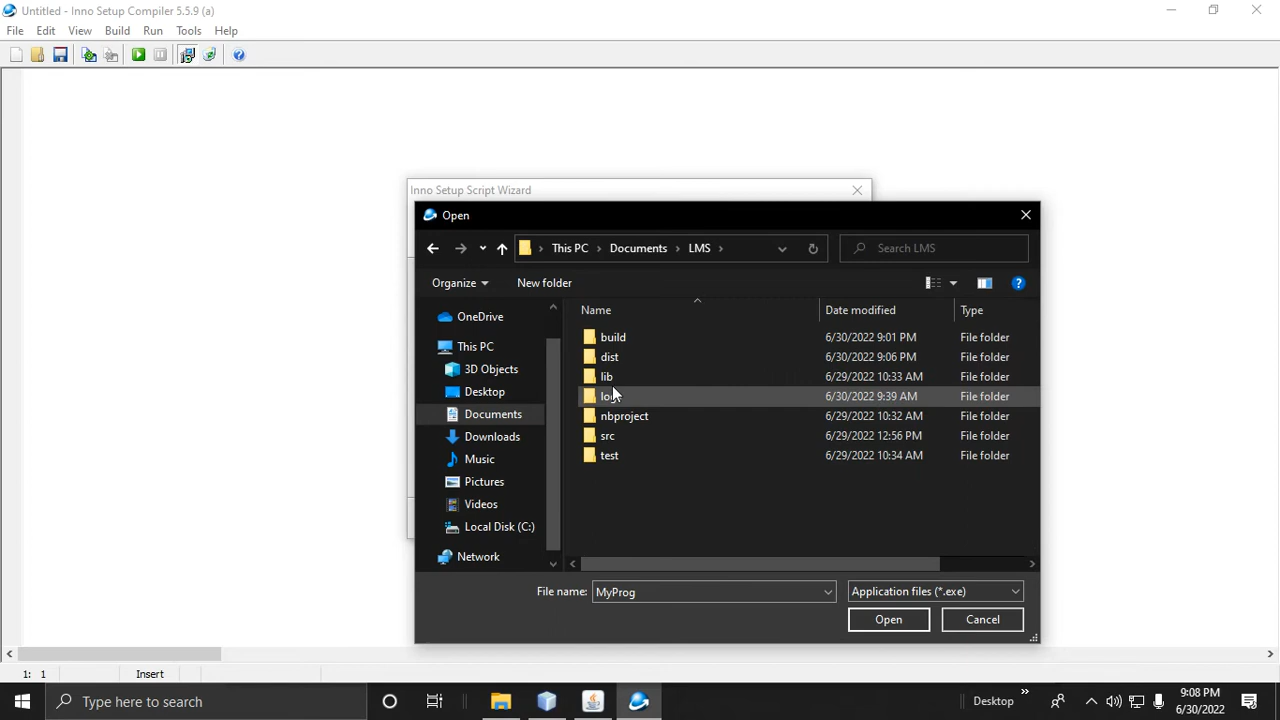 Untitled - Inno Setup Compiler 5.5.9 (a)
File Edit View Build Run Tools Help
Inno Setup Script Wizard
Open
This PC Documents LMS Search LMS
Organize New folder
Name Date modified Type
OneDrive
This PC
3D Objects
Desktop
Documents
Downloads
Music
Pictures
Videos
Local Disk (C:)
Network
build 6/30/2022 9:01 PM File folder
dist 6/30/2022 9:06 PM File folder
lib 6/29/2022 10:33 AM File folder
6/30/2022 9:39 AM File folder
nbproject 6/29/2022 10:32 AM File folder
src 6/29/2022 12:56 PM File folder
test 6/29/2022 10:34 AM File folder
File name: MyProg Application files (*.exe)
Open Cancel
1: 1 Insert
Type here to search
Desktop
9:08 PM
6/30/2022